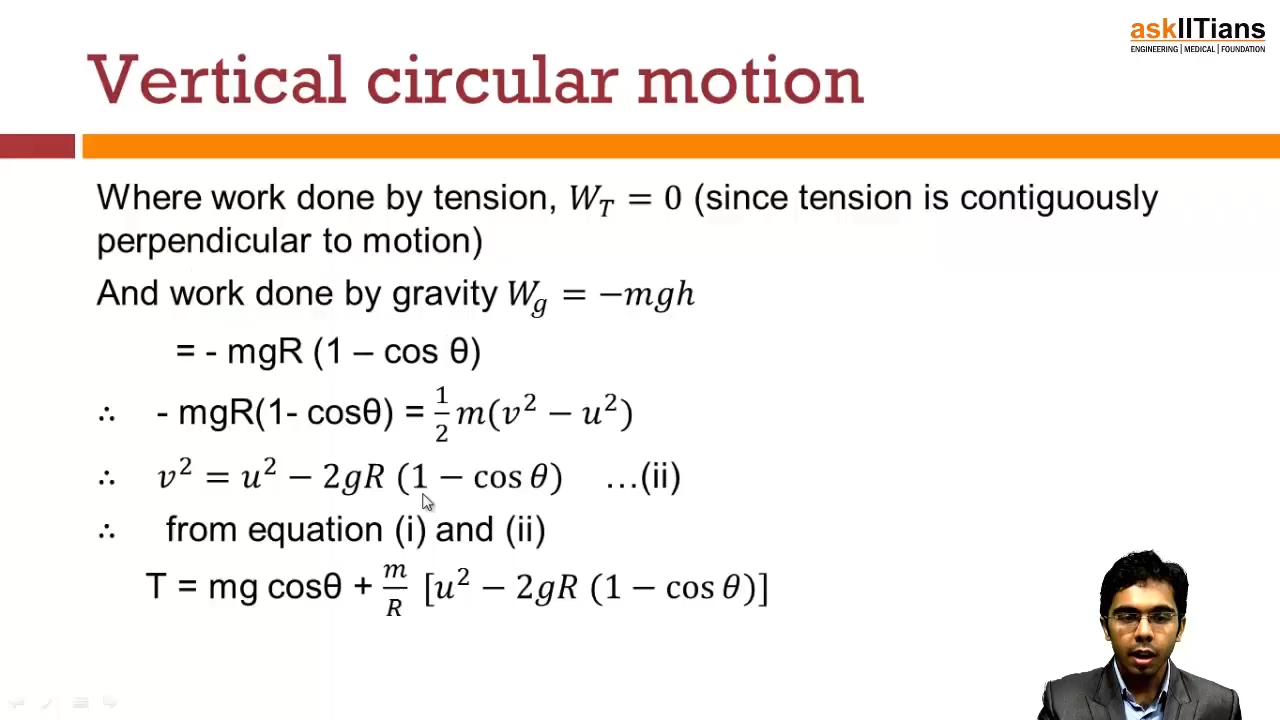 askIITians
ENGINEERING | MEDICAL | FOUNDATION
Vertical circular motion
Where work done by tension, W_T = 0 (since tension is contiguously
perpendicular to motion)
And work done by gravity W_g = −mgh
= - mgR (1 – cos θ)
∴ - mgR(1- cosθ) = 1/2 m(v² − u²)
∴ v² = u² − 2gR (1 − cos θ) …(ii)
∴ from equation (i) and (ii)
T = mg cosθ + m/R [u² − 2gR (1 − cos θ)]